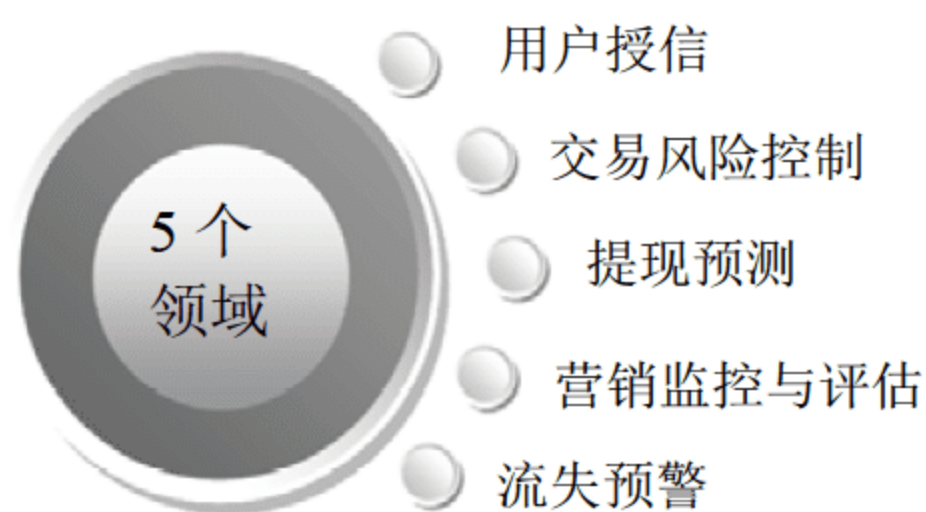 用户授信
交易风险控制
5 个
领域
提现预测
营销监控与评估
流失预警